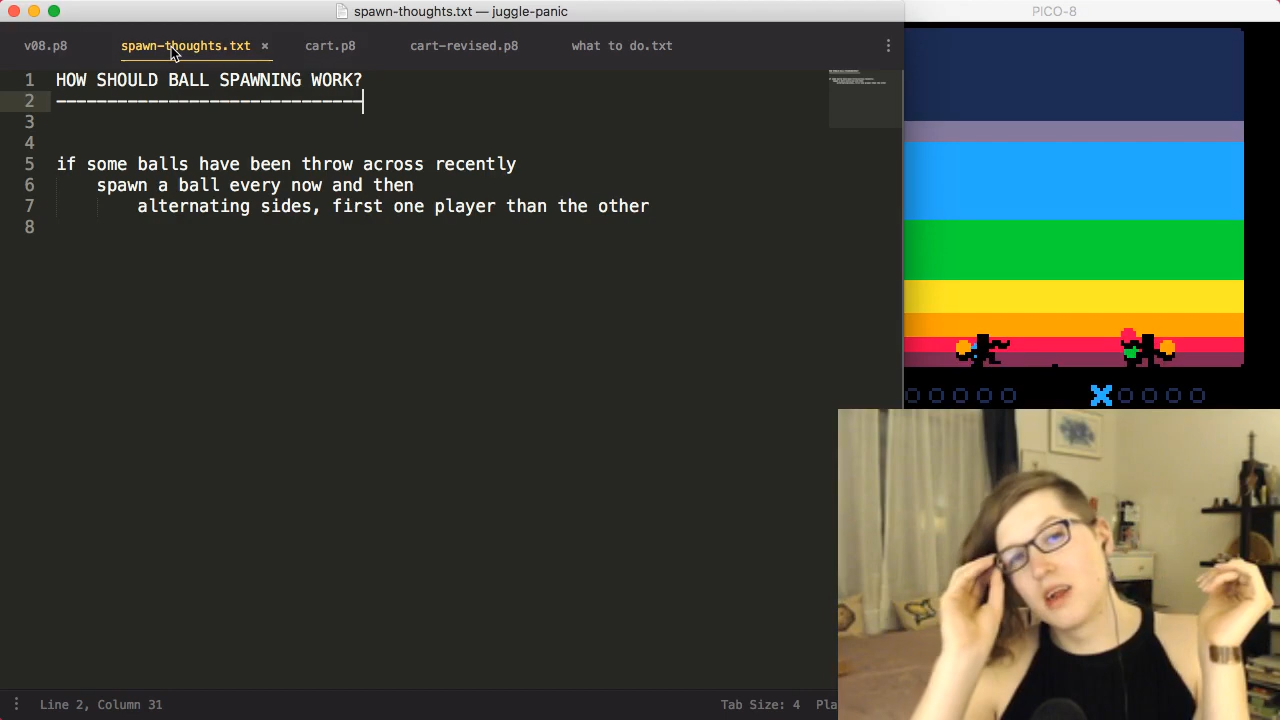 spawn-thoughts.txt — juggle-panic
PICO-8
v08.p8 spawn-thoughts.txt × cart.p8 cart-revised.p8 what to do.txt
1 HOW SHOULD BALL SPAWNING WORK?
2 ------------------------------
3
4
5 if some balls have been throw across recently
6 spawn a ball every now and then
7 alternating sides, first one player than the other
8
Line 2, Column 31
Tab Size: 4
Pla